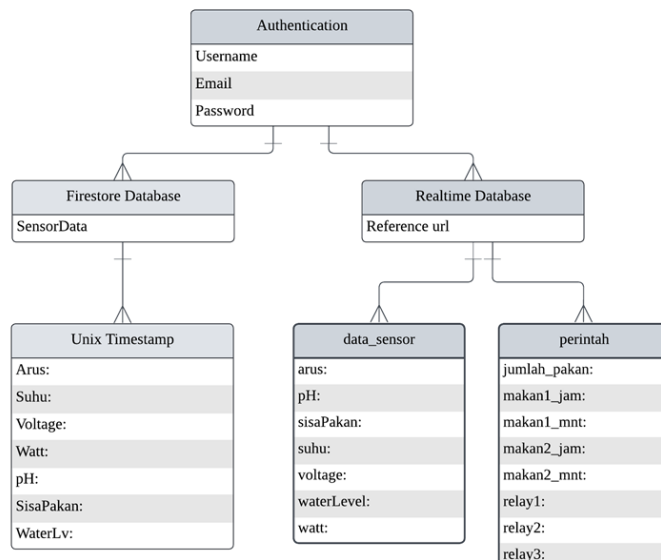 Authentication
Username
Email
Password
Firestore Database
SensorData
Realtime Database
Reference url
Unix Timestamp
Arus:
Suhu:
Voltage:
Watt:
pH:
SisaPakan:
WaterLv:
data_sensor
arus:
pH:
sisaPakan:
suhu:
voltage:
waterLevel:
watt:
perintah
jumlah_pakan:
makan1_jam:
makan1_mnt:
makan2_jam:
makan2_mnt:
relay1:
relay2:
relay3: